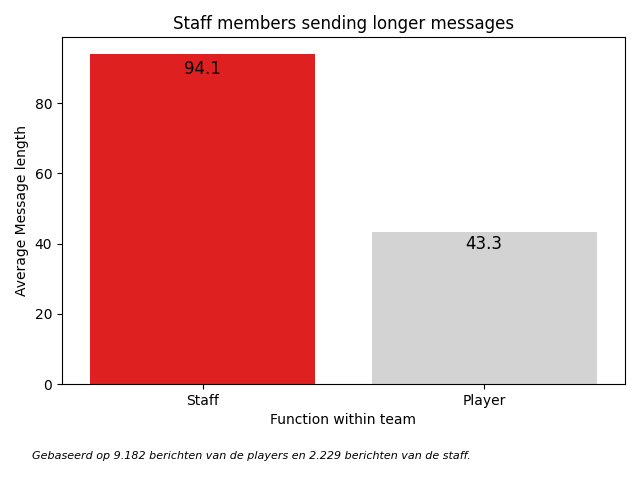 Staff members sending longer messages
94.1
43.3
80
60
40
20
0
Average Message length
Staff
Player
Function within team
Gebaseerd op 9.182 berichten van de players en 2.229 berichten van de staff.